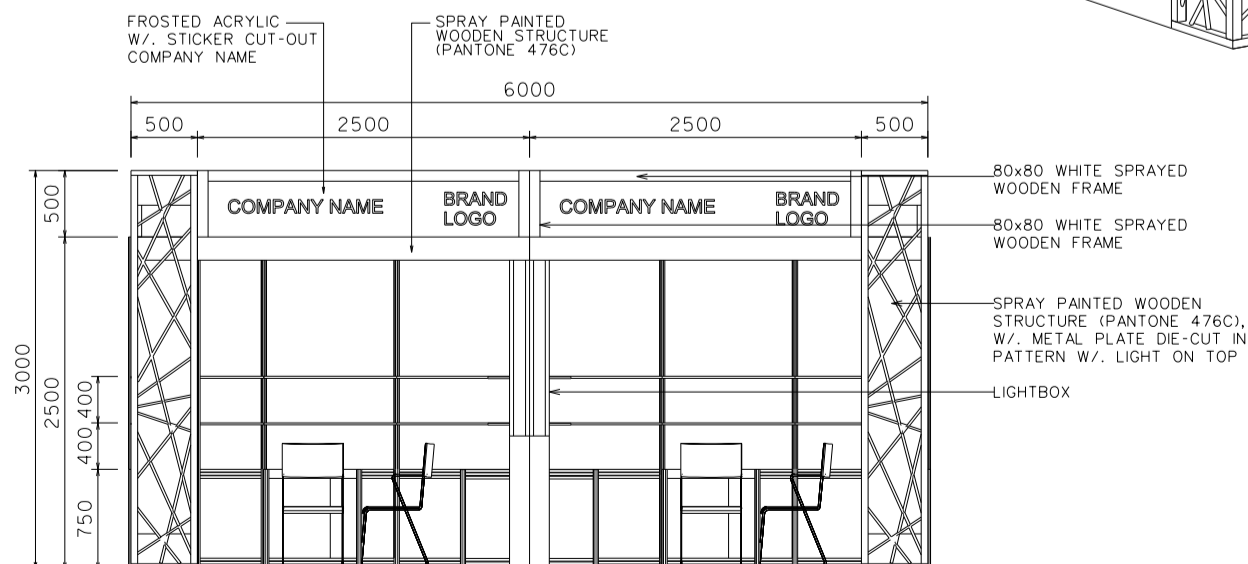 FROSTED ACRYLIC
W/. STICKER CUT-OUT
COMPANY NAME
SPRAY PAINTED
WOODEN STRUCTURE
(PANTONE 476C)
6000
500
2500
2500
500
COMPANY NAME
BRAND
LOGO
COMPANY NAME
BRAND
LOGO
80x80 WHITE SPRAYED
WOODEN FRAME
80x80 WHITE SPRAYED
WOODEN FRAME
SPRAY PAINTED WOODEN
STRUCTURE (PANTONE 476C),
W/. METAL PLATE DIE-CUT IN
PATTERN W/. LIGHT ON TOP
LIGHTBOX
3000
500
2500
400
400
750